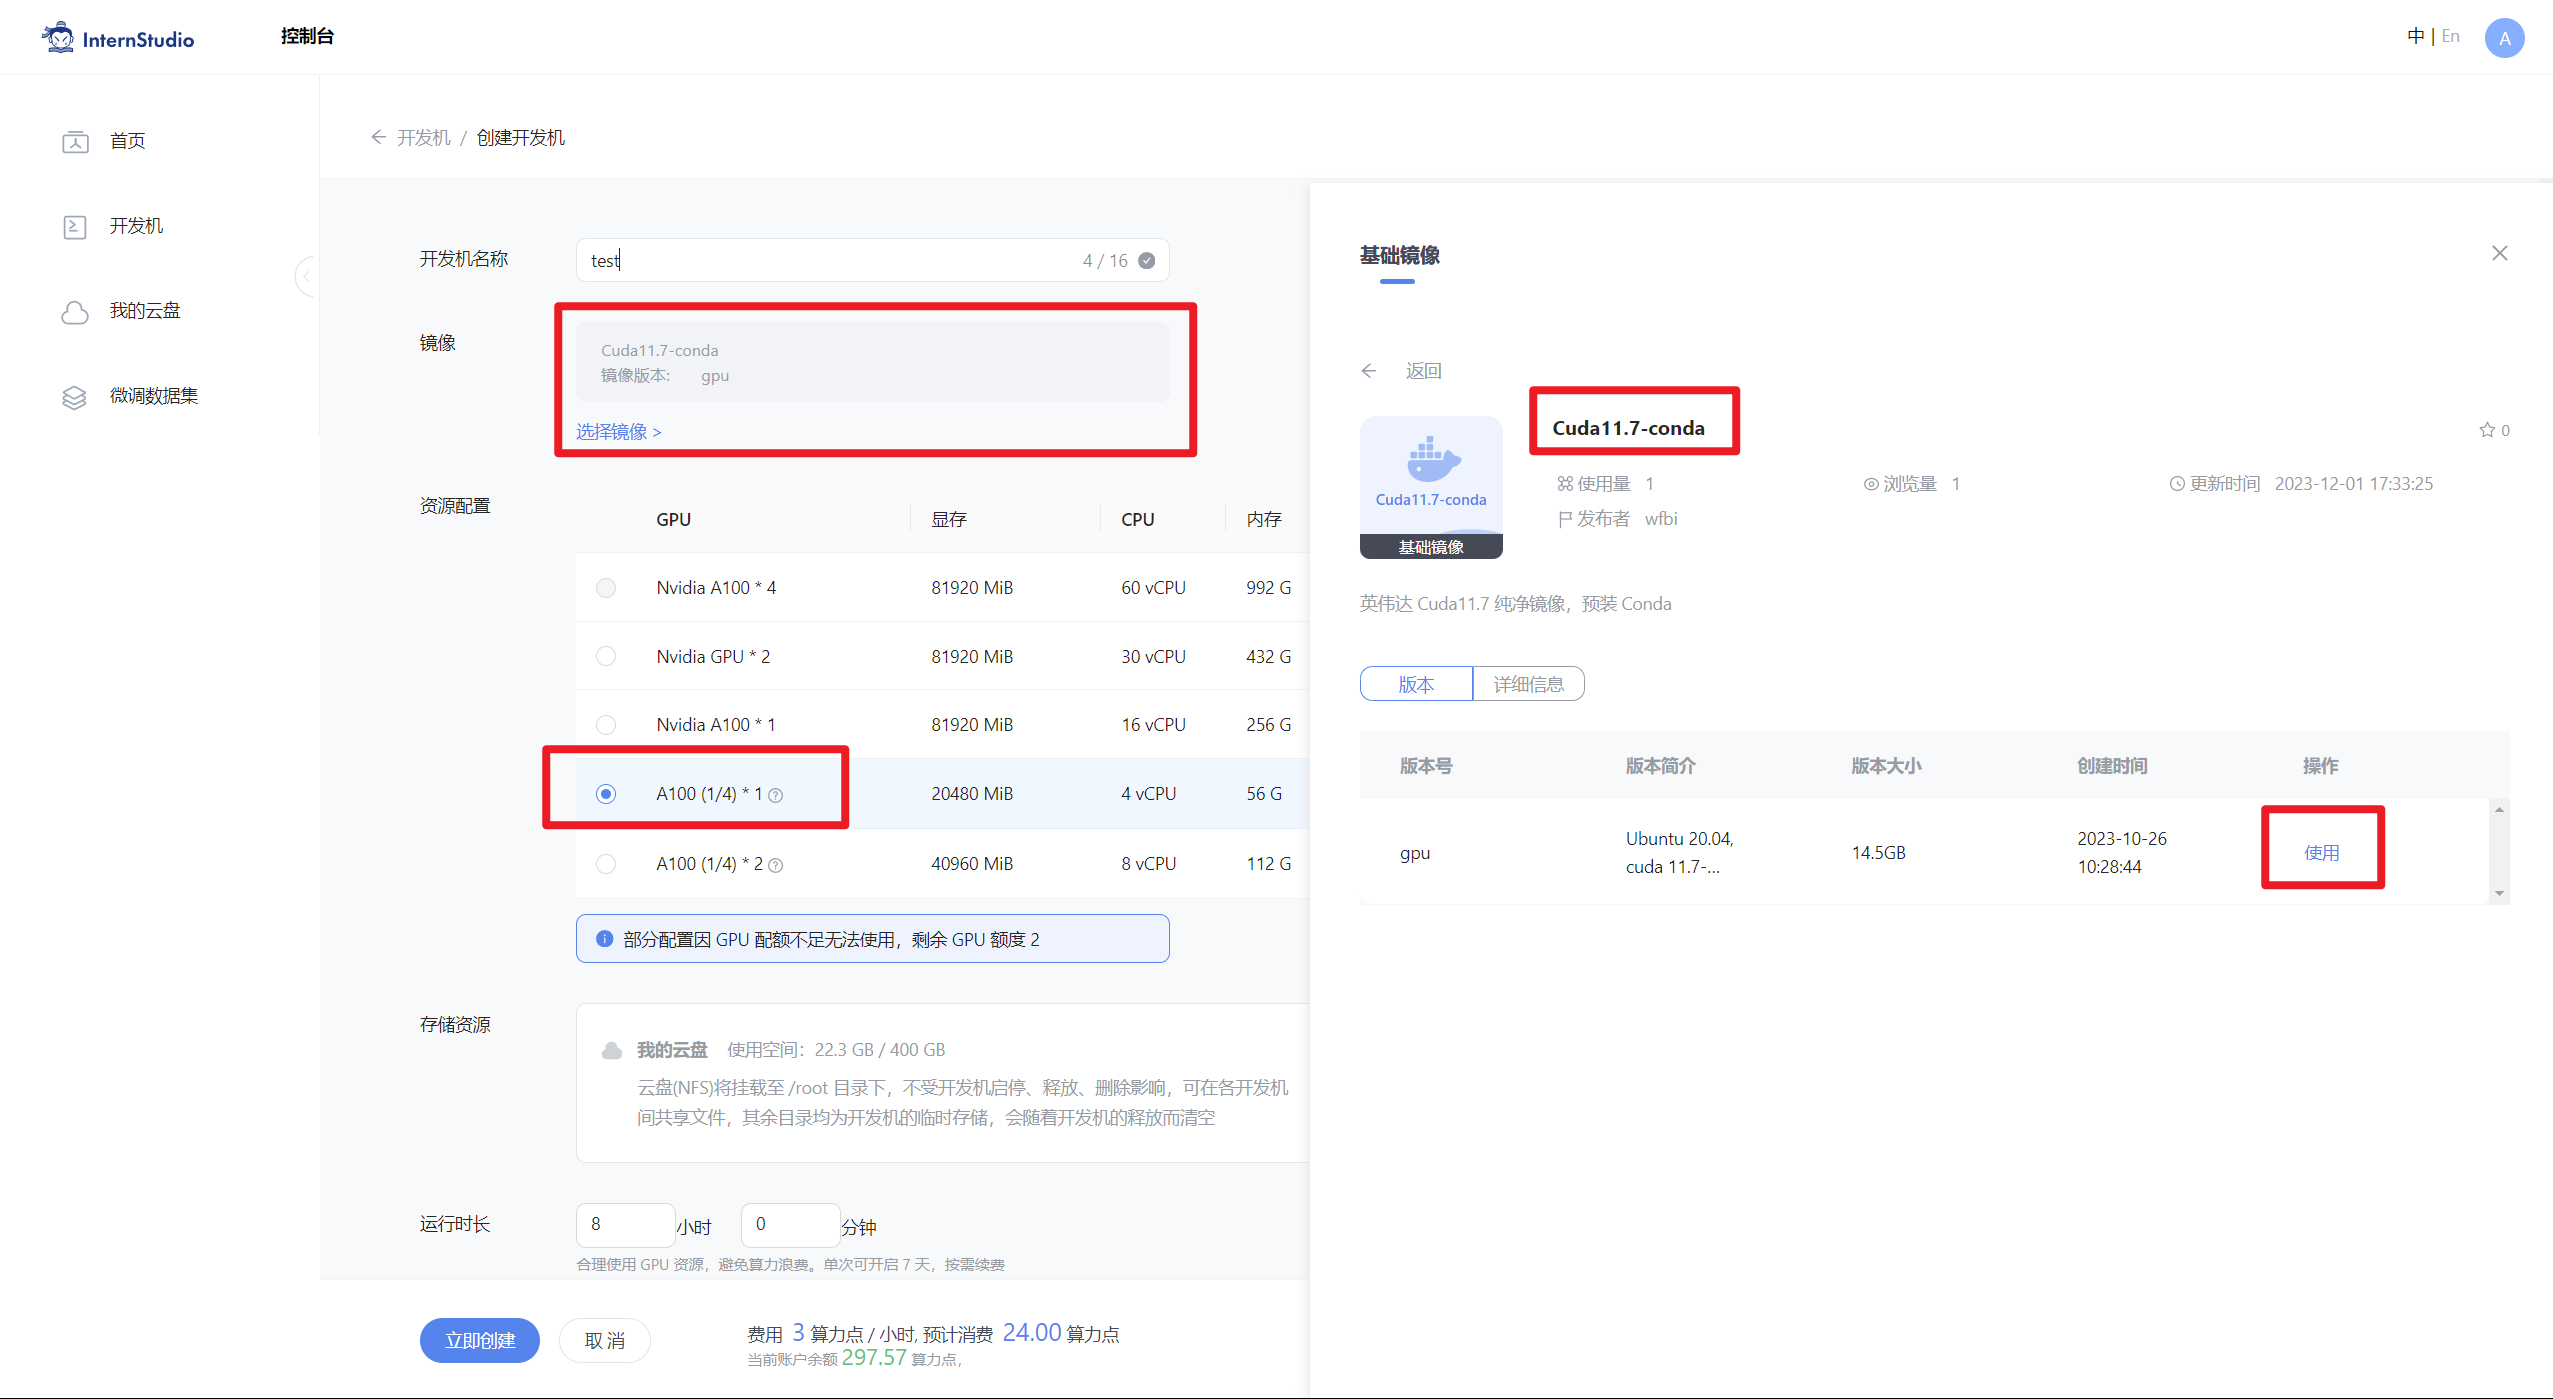 InternStudio
控制台
中 | En
A
首页
开发机
我的云盘
微调数据集
开发机 / 创建开发机
开发机名称
test
4 / 16
镜像
Cuda11.7-conda
镜像版本: gpu
选择镜像 >
资源配置
GPU 显存 CPU 内存
Nvidia A100 * 4 81920 MiB 60 vCPU 992 G
Nvidia GPU * 2 81920 MiB 30 vCPU 432 G
Nvidia A100 * 1 81920 MiB 16 vCPU 256 G
A100 (1/4) * 1 20480 MiB 4 vCPU 56 G
A100 (1/4) * 2 40960 MiB 8 vCPU 112 G
部分配置因 GPU 配额不足无法使用，剩余 GPU 额度 2
存储资源
我的云盘 使用空间：22.3 GB / 400 GB
云盘(NFS)将挂载至 /root 目录下，不受开发机启停、释放、删除影响，可在各开发机
间共享文件，其余目录均为开发机的临时存储，会随着开发机的释放而清空
运行时长
8 小时 0 分钟
合理使用 GPU 资源，避免算力浪费。单次可开启 7 天，按需续费
立即创建
取 消
费用 3 算力点 / 小时, 预计消费 24.00 算力点
当前账户余额 297.57 算力点,
基础镜像
返回
Cuda11.7-conda
基础镜像
Cuda11.7-conda
0
使用量 1
浏览量 1
更新时间 2023-12-01 17:33:25
发布者 wfbi
英伟达 Cuda11.7 纯净镜像，预装 Conda
版本
详细信息
版本号 版本简介 版本大小 创建时间 操作
gpu
Ubuntu 20.04,
cuda 11.7-...
14.5GB
2023-10-26
10:28:44
使用